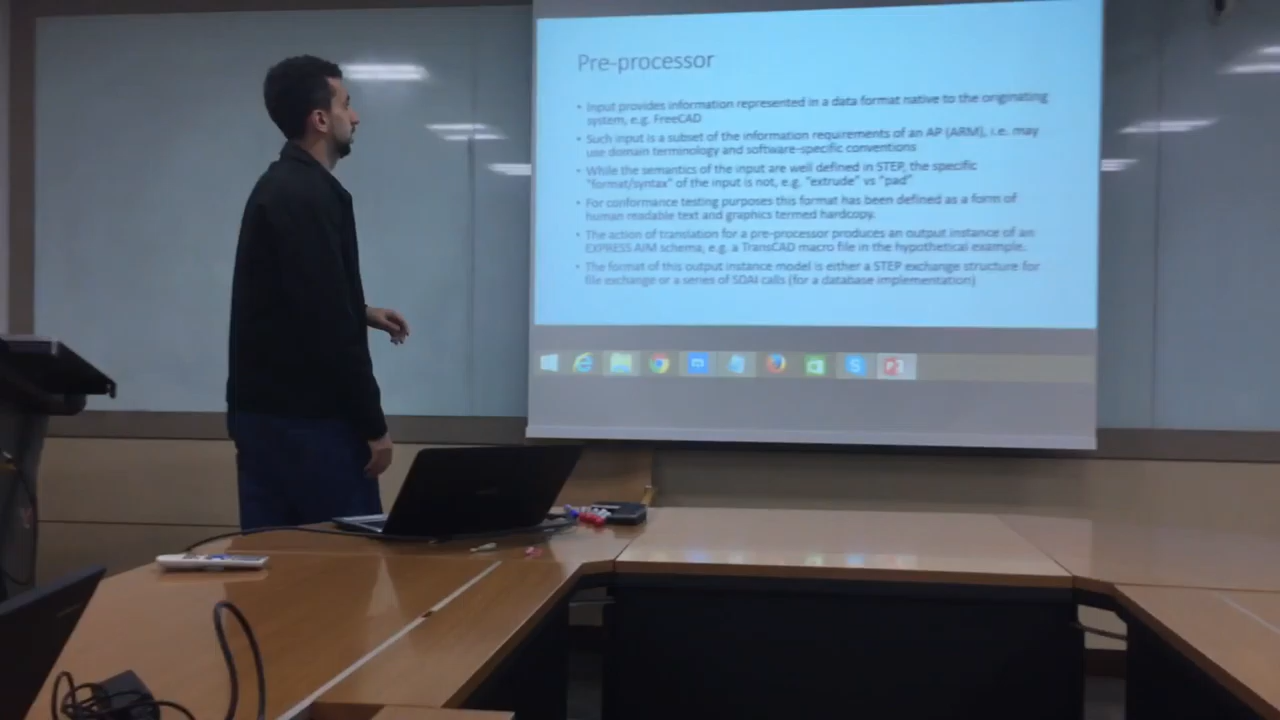 Pre-processor
• Input provides information represented in a data format native to the originating
system, e.g. FreeCAD
• Such input is a subset of the information requirements of an AP (ARM), i.e. may
use domain terminology and software-specific conventions
• While the semantics of the input are well defined in STEP, the specific
"format/syntax" of the input is not, e.g. "extrude" vs "pad"
• For conformance testing purposes this format has been defined as a form of
human readable text and graphics termed hardcopy.
• The action of translation for a pre-processor produces an output instance of an
EXPRESS AIM schema, e.g. a TransCAD macro file in the hypothetical example.
• The format of this output instance model is either a STEP exchange structure for
file exchange or a series of SDAI calls (for a database implementation)